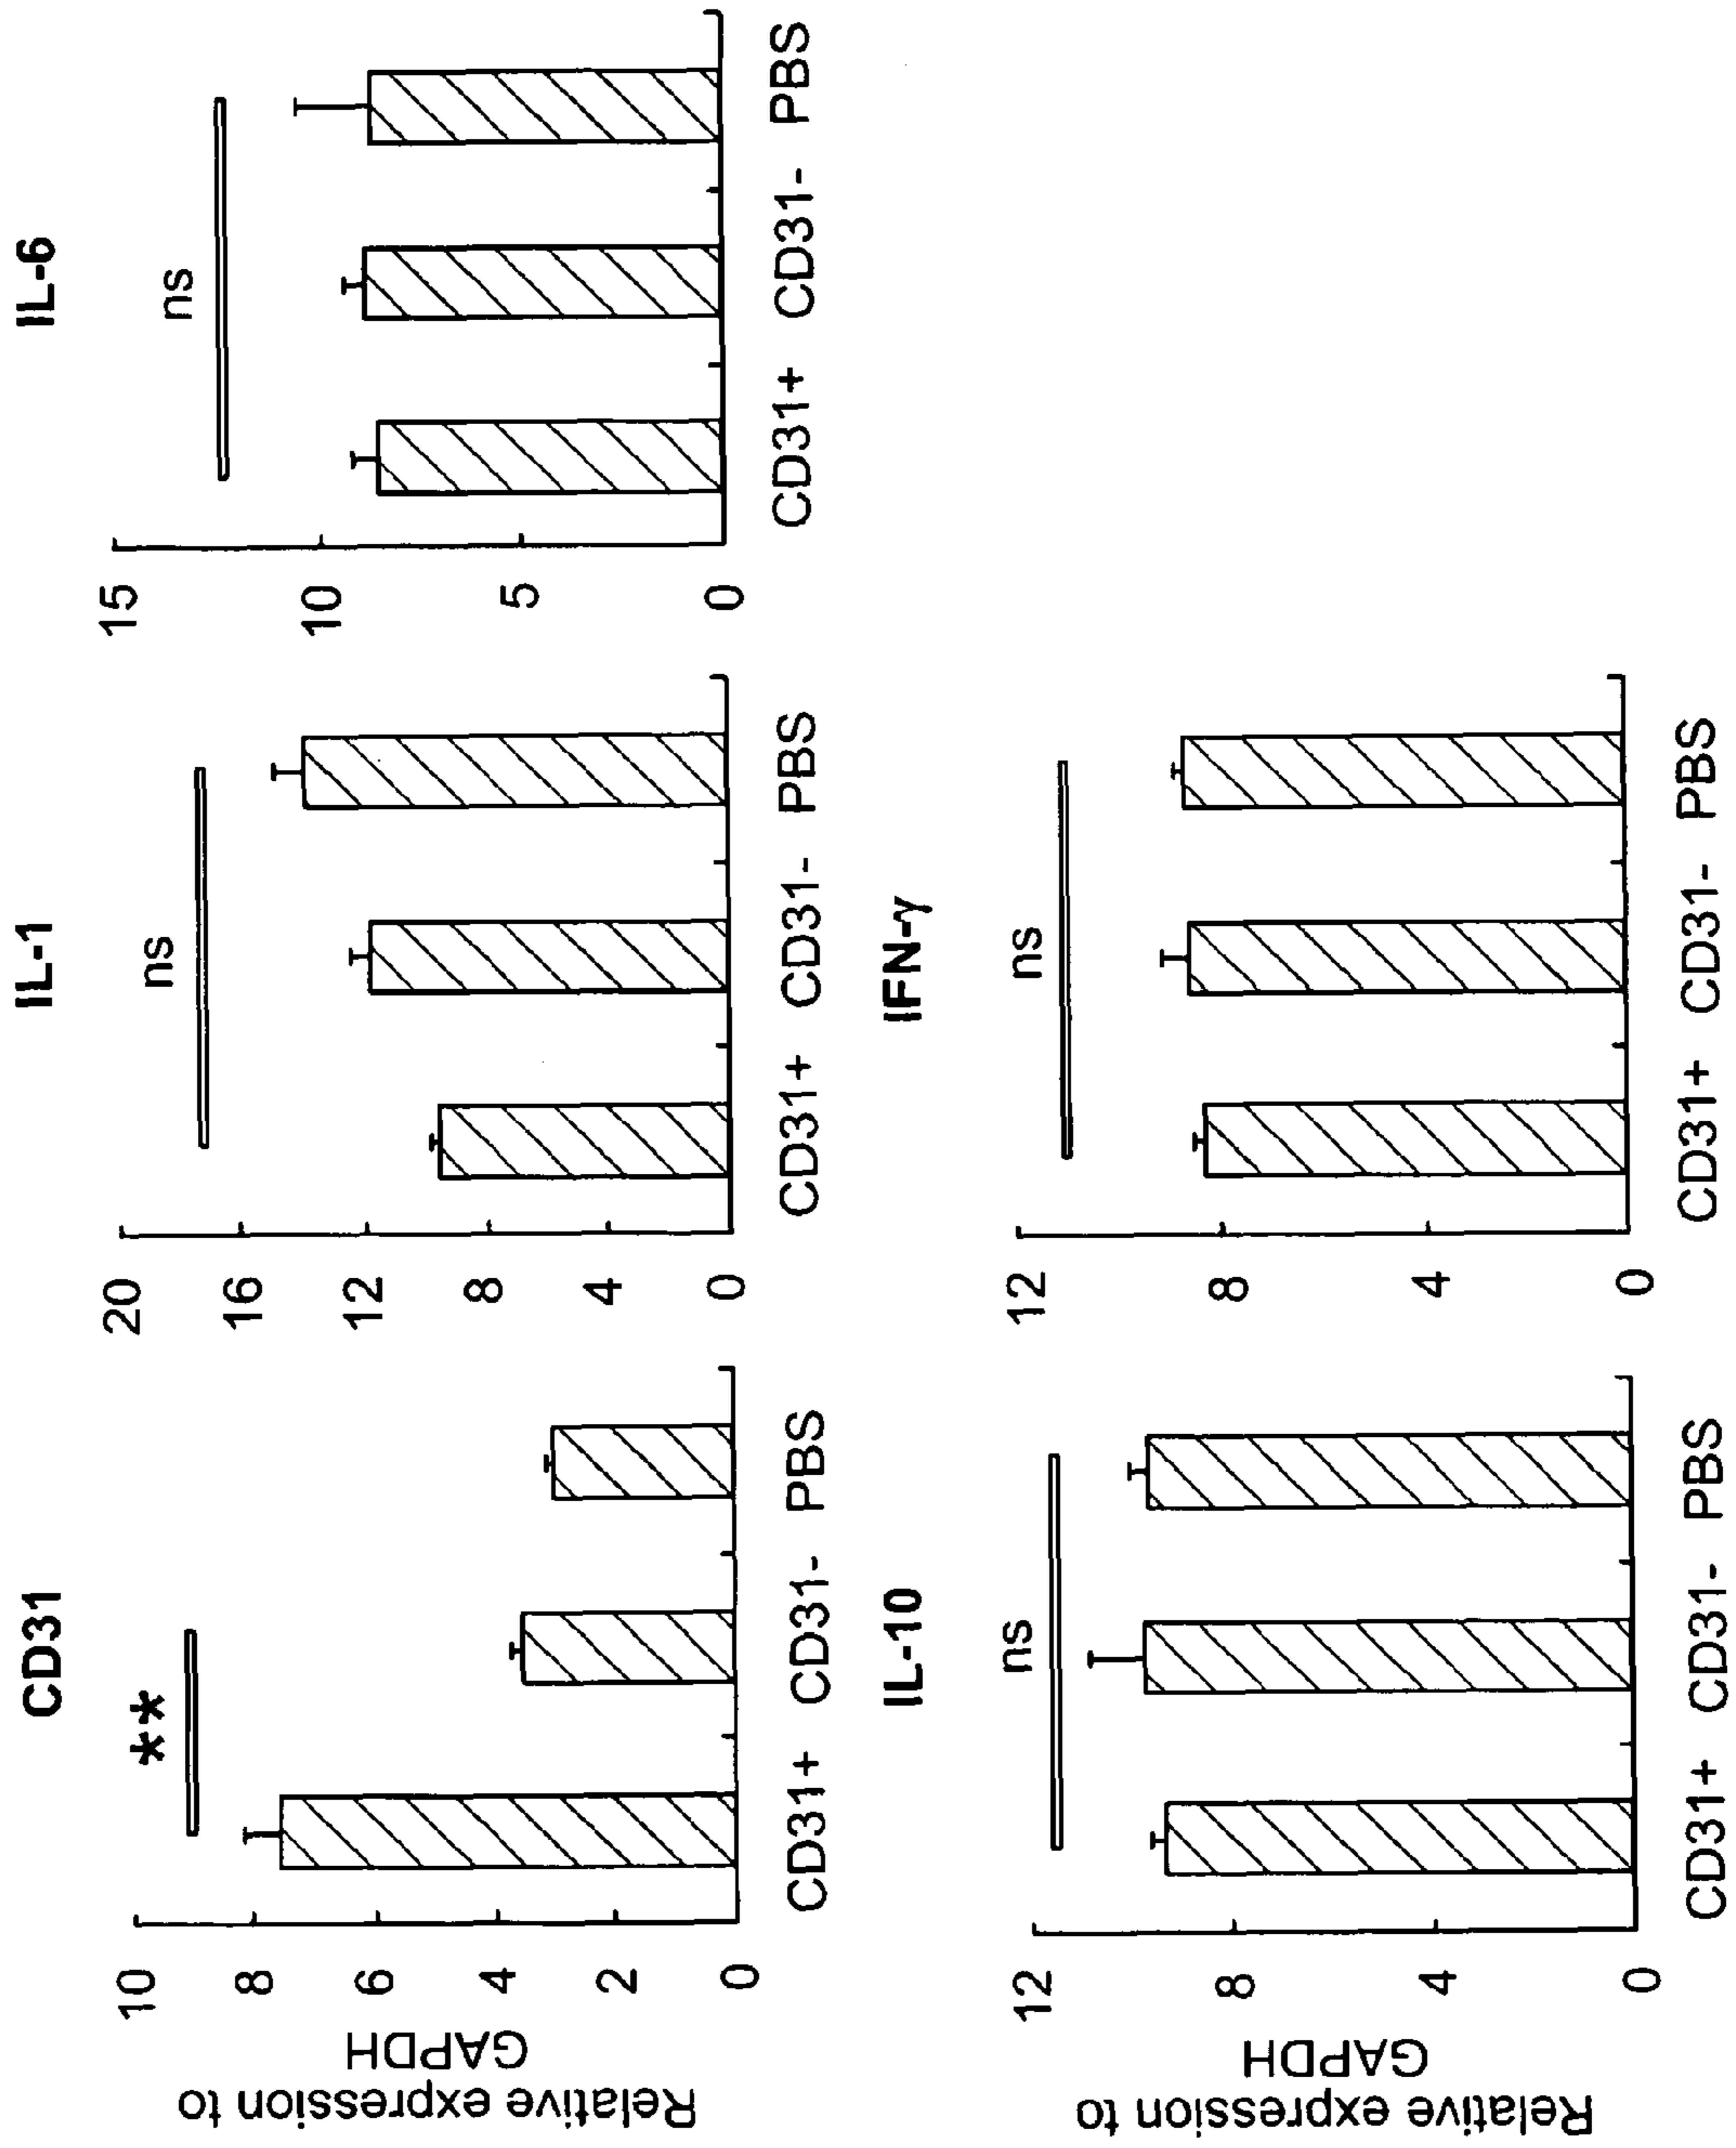 CD31
**
Relative expression to
GAPDH
10
8
6
4
2
0
CD31+ CD31- PBS
IL-1
ns
20
16
12
8
4
0
CD31+ CD31- PBS
IL-6
ns
15
10
5
0
CD31+ CD31- PBS
IL-10
ns
Relative expression to
GAPDH
12
8
4
0
CD31+ CD31- PBS
IFN-γ
ns
12
8
4
0
CD31+ CD31- PBS